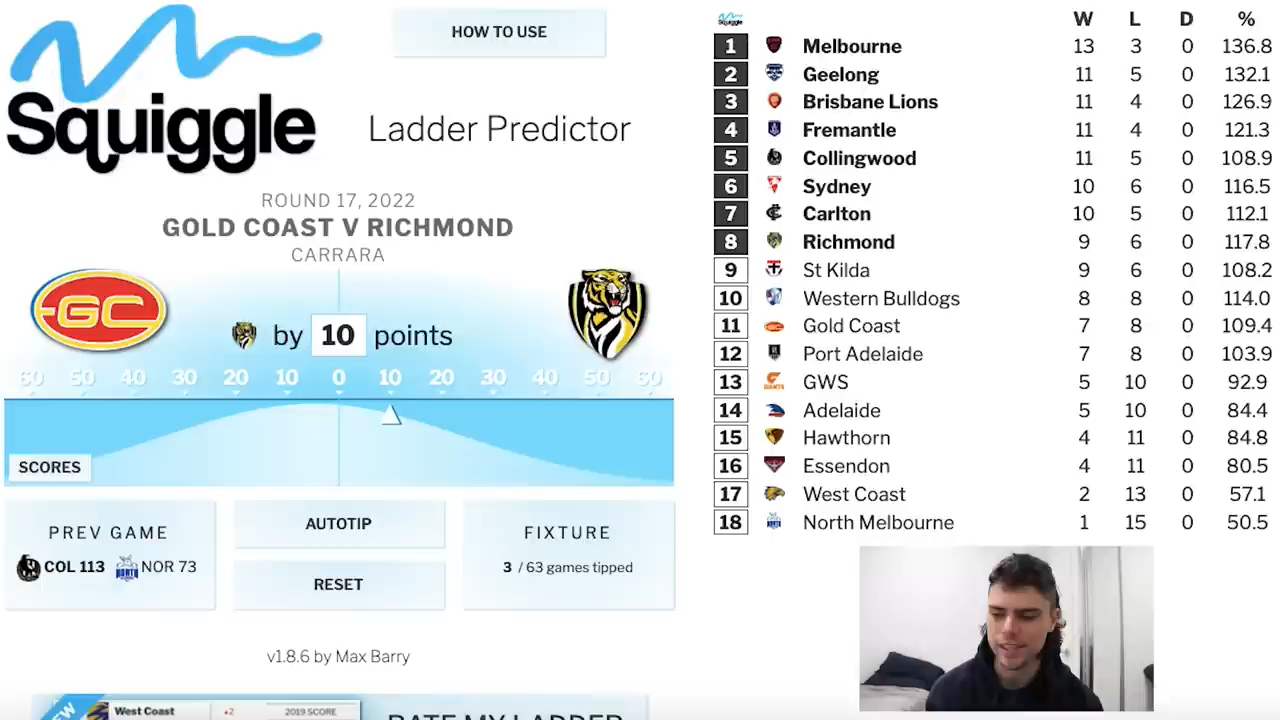 Squiggle
HOW TO USE
Ladder Predictor
ROUND 17, 2022
GOLD COAST V RICHMOND
CARRARA
GC
by 10 points
60 50 40 30 20 10 0 10 20 30 40 50 60
SCORES
PREV GAME
COL 113 NOR 73
AUTOTIP
RESET
FIXTURE
3 / 63 games tipped
v1.8.6 by Max Barry
West Coast +2 2019 SCORE
RATE MY LADDER
Squiggle W L D %
1 Melbourne 13 3 0 136.8
2 Geelong 11 5 0 132.1
3 Brisbane Lions 11 4 0 126.9
4 Fremantle 11 4 0 121.3
5 Collingwood 11 5 0 108.9
6 Sydney 10 6 0 116.5
7 Carlton 10 5 0 112.1
8 Richmond 9 6 0 117.8
9 St Kilda 9 6 0 108.2
10 Western Bulldogs 8 8 0 114.0
11 Gold Coast 7 8 0 109.4
12 Port Adelaide 7 8 0 103.9
13 GWS 5 10 0 92.9
14 Adelaide 5 10 0 84.4
15 Hawthorn 4 11 0 84.8
16 Essendon 4 11 0 80.5
17 West Coast 2 13 0 57.1
18 North Melbourne 1 15 0 50.5